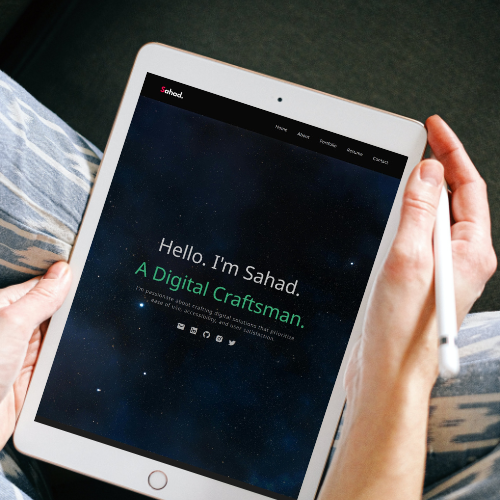 Sahad.
Home About Portfolio Resume Contact
Hello. I'm Sahad.
A Digital Craftsman.
I'm passionate about crafting digital solutions that prioritize
ease of use, accessibility, and user satisfaction.